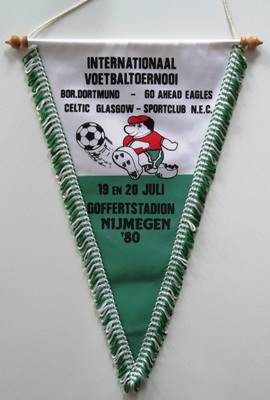 INTERNATIONAAL
VOETBALTOERNOOI
BOR.DORTMUND - GO AHEAD EAGLES
CELTIC GLASGOW - SPORTCLUB N.E.C.
19 EN 20 JULI
GOFFERTSTADION
NIJMEGEN
'80